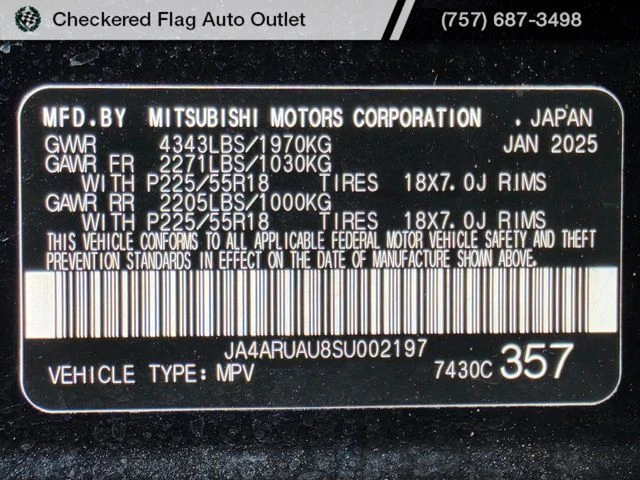 Checkered Flag Auto Outlet (757) 687-3498
MFD.BY MITSUBISHI MOTORS CORPORATION . JAPAN
GWWR 4343LBS/1970KG JAN 2025
GAWR FR 2271LBS/1030KG
WITH P225/55R18 TIRES 18X7.0J RIMS
GAWR RR 2205LBS/1000KG
WITH P225/55R18 TIRES 18X7.0J RIMS
THIS VEHICLE CONFORMS TO ALL APPLICABLE FEDERAL MOTOR VEHICLE SAFETY AND THEFT
PREVENTION STANDARDS IN EFFECT ON THE DATE OF MANUFACTURE SHOWN ABOVE.
JA4ARUAU8SU002197
VEHICLE TYPE: MPV 7430C 357